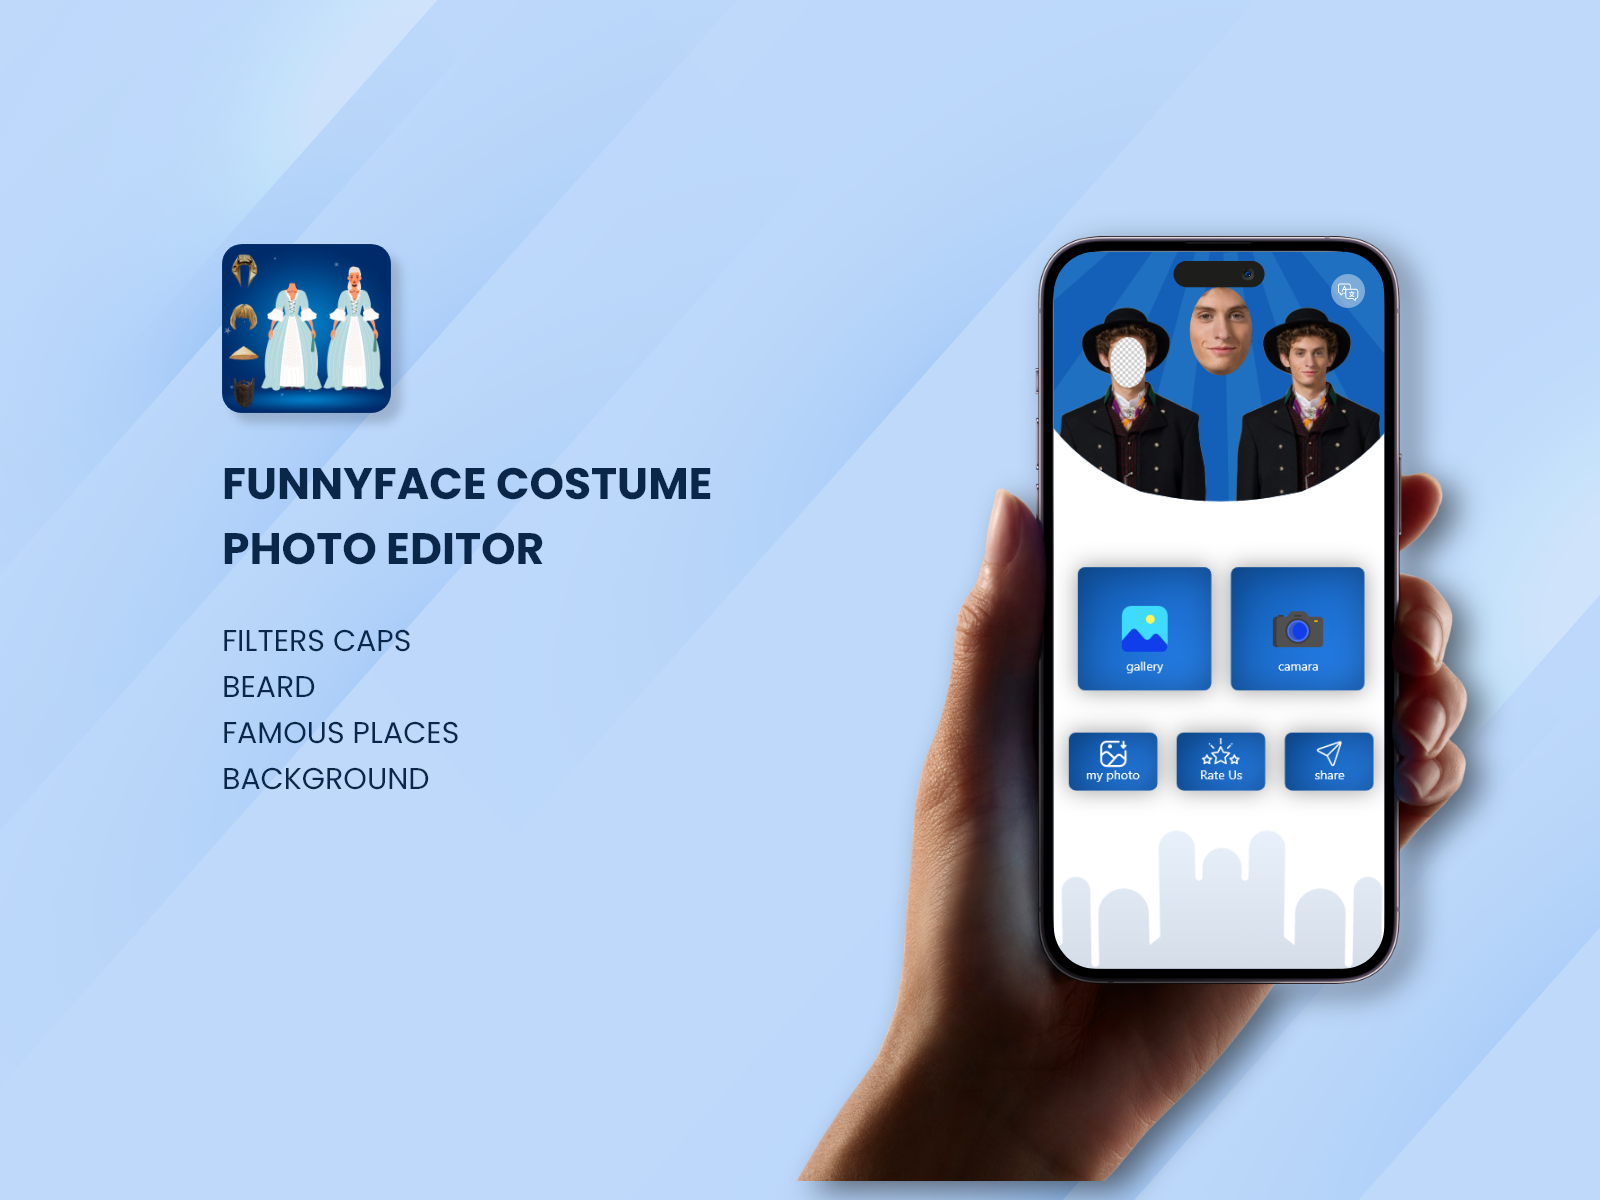 FUNNYFACE COSTUME
PHOTO EDITOR
FILTERS CAPS
BEARD
FAMOUS PLACES
BACKGROUND
gallery
camara
my photo
Rate Us
share